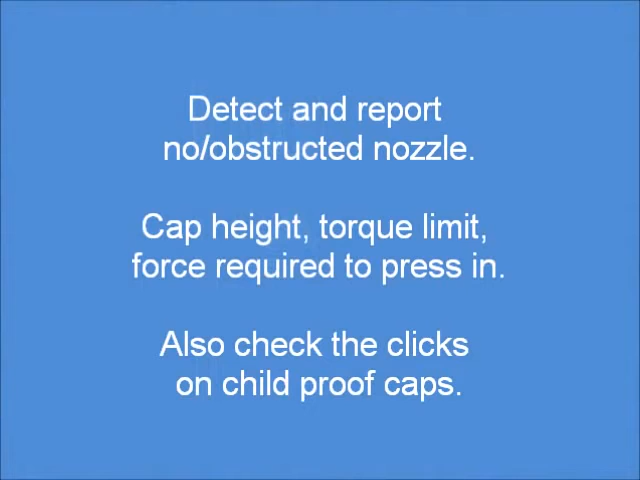 Detect and report
no/obstructed nozzle.
Cap height, torque limit,
force required to press in.
Also check the clicks
on child proof caps.